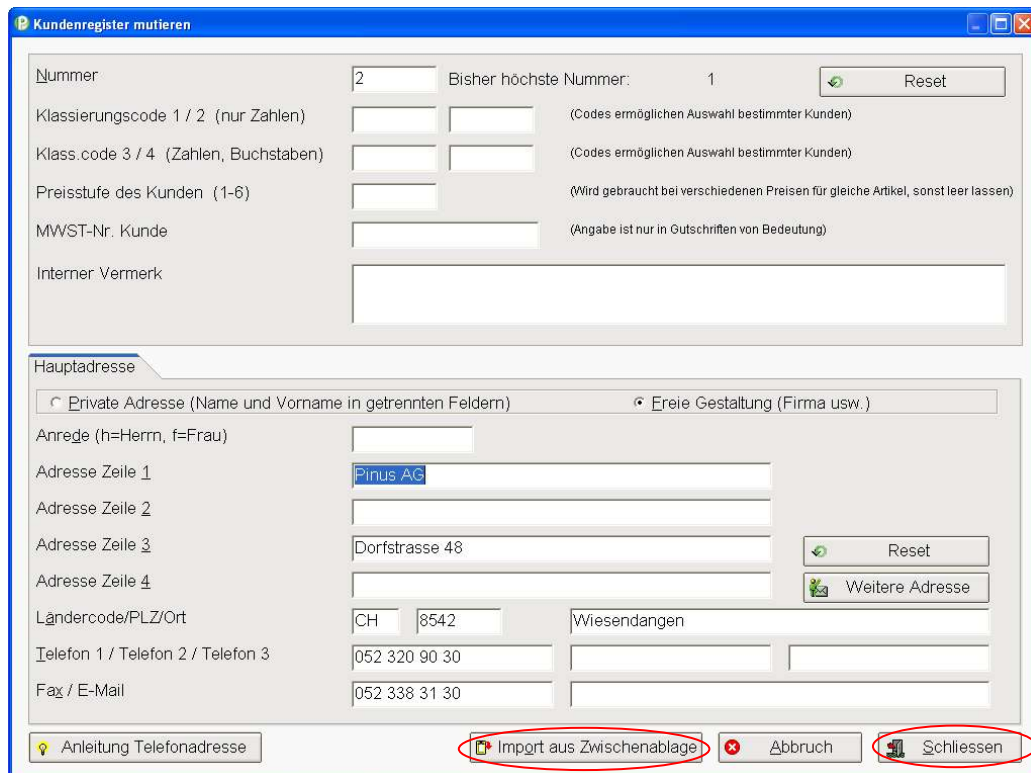 Kundenregister mutieren
Nummer 2 Bisher höchste Nummer: 1 Reset
Klassierungscode 1 / 2 (nur Zahlen) (Codes ermöglichen Auswahl bestimmter Kunden)
Klass.code 3 / 4 (Zahlen, Buchstaben) (Codes ermöglichen Auswahl bestimmter Kunden)
Preisstufe des Kunden (1-6) (Wird gebraucht bei verschiedenen Preisen für gleiche Artikel, sonst leer lassen)
MWST-Nr. Kunde (Angabe ist nur in Gutschriften von Bedeutung)
Interner Vermerk
Hauptadresse
Private Adresse (Name und Vorname in getrennten Feldern) Freie Gestaltung (Firma usw.)
Anrede (h=Herrn, f=Frau)
Adresse Zeile 1 Pinus AG
Adresse Zeile 2
Adresse Zeile 3 Dorfstrasse 48 Reset
Adresse Zeile 4 Weitere Adresse
Ländercode/PLZ/Ort CH 8542 Wiesendangen
Telefon 1 / Telefon 2 / Telefon 3 052 320 90 30
Fax / E-Mail 052 338 31 30
Anleitung Telefonadresse Import aus Zwischenablage Abbruch Schliessen